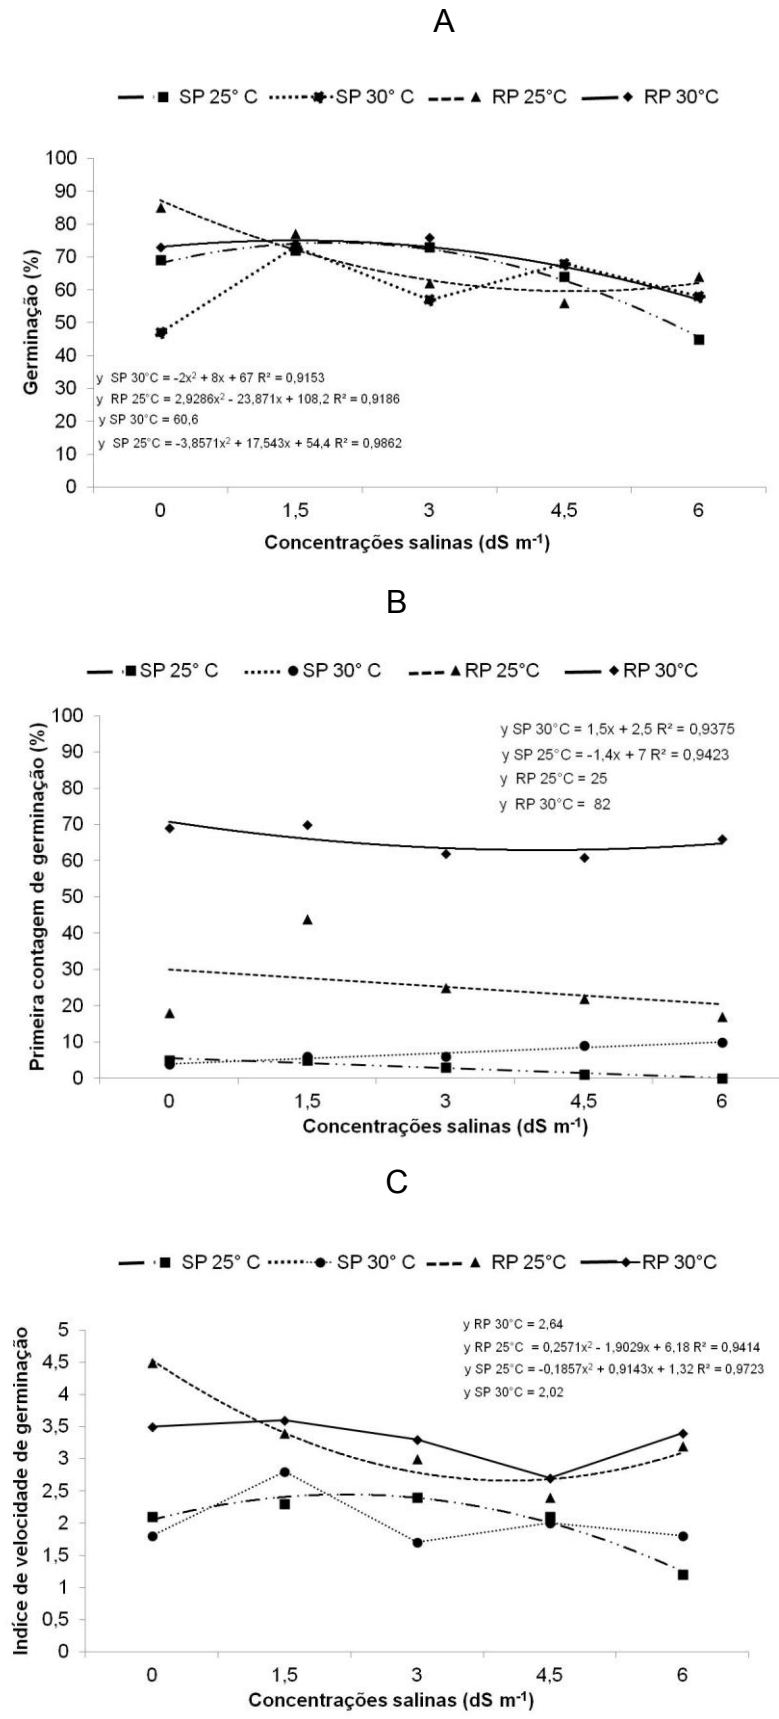 A
SP 25° C SP 30° C RP 25°C RP 30°C
Germinação (%)
100
90
80
70
60
50
40
30
20
10
0
y SP 30°C = -2x² + 8x + 67 R² = 0,9153
y RP 25°C = 2,9286x² - 23,871x + 108,2 R² = 0,9186
y SP 30°C = 60,6
y SP 25°C = -3,8571x² + 17,543x + 54,4 R² = 0,9862
0 1,5 3 4,5 6
Concentrações salinas (dS m⁻¹)
B
SP 25° C SP 30° C RP 25°C RP 30°C
Primeira contagem de germinação (%)
100
90
80
70
60
50
40
30
20
10
0
y SP 30°C = 1,5x + 2,5 R² = 0,9375
y SP 25°C = -1,4x + 7 R² = 0,9423
y RP 25°C = 25
y RP 30°C = 82
0 1,5 3 4,5 6
Concentrações salinas (dS m⁻¹)
C
SP 25° C SP 30° C RP 25°C RP 30°C
Indíce de velocidade de germinação
5
4,5
4
3,5
3
2,5
2
1,5
1
0,5
0
y RP 30°C = 2,64
y RP 25°C = 0,2571x² - 1,9029x + 6,18 R² = 0,9414
y SP 25°C = -0,1857x² + 0,9143x + 1,32 R² = 0,9723
y SP 30°C = 2,02
0 1,5 3 4,5 6
Concentrações salinas (dS m⁻¹)